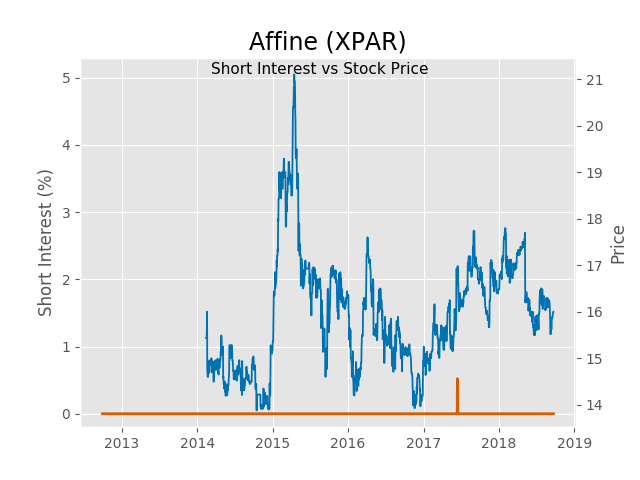 Affine (XPAR)
Short Interest vs Stock Price
Short Interest (%)
5
4
3
2
1
0
21
20
19
18
17
16
15
14
Price
2013 2014 2015 2016 2017 2018 2019